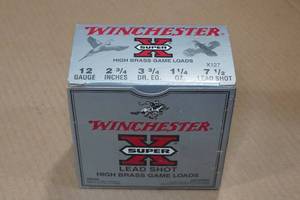 WINCHESTER
SUPER X
HIGH BRASS GAME LOADS
X127
12 2 3/4 3 3/4 1 1/4 7 1/2
GAUGE INCHES DR. EQ. OZ. LEAD SHOT
WINCHESTER
SUPER X
LEAD SHOT
HIGH BRASS GAME LOADS